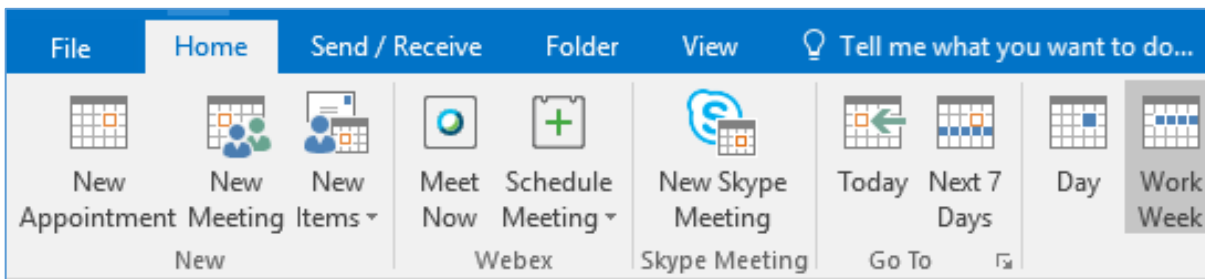 File Home Send / Receive Folder View Tell me what you want to do...
New New New Meet Schedule New Skype Today Next 7 Day Work
Appointment Meeting Items Now Meeting Meeting Days Week
New Webex Skype Meeting Go To